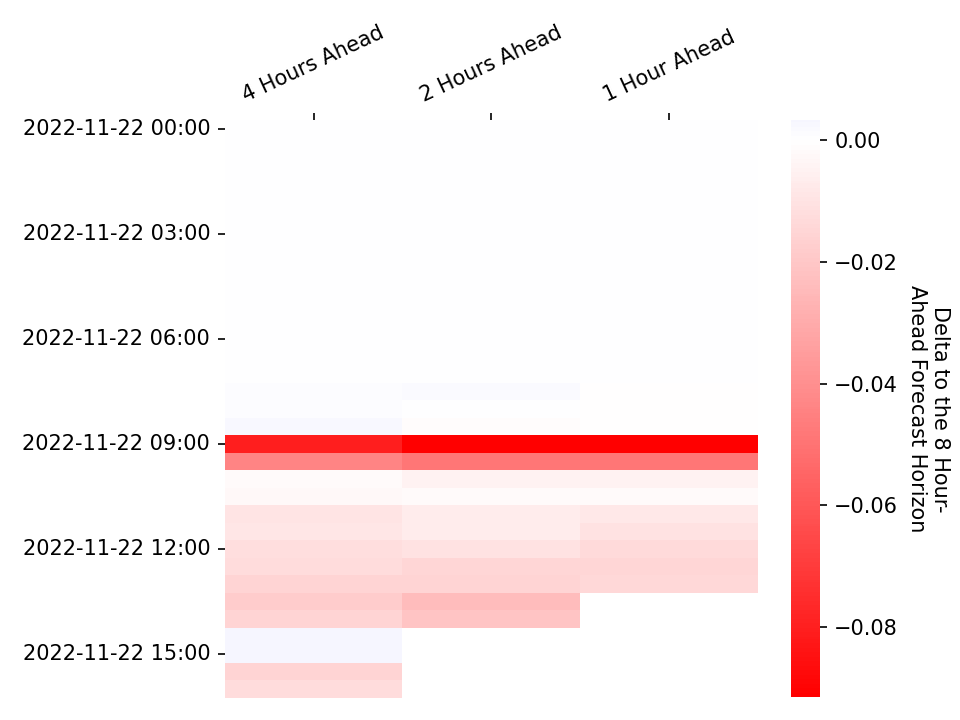 4 Hours Ahead
2 Hours Ahead
1 Hour Ahead
2022-11-22 00:00
2022-11-22 03:00
2022-11-22 06:00
2022-11-22 09:00
2022-11-22 12:00
2022-11-22 15:00
0.00
−0.02
−0.04
−0.06
−0.08
Delta to the 8 Hour-
Ahead Forecast Horizon